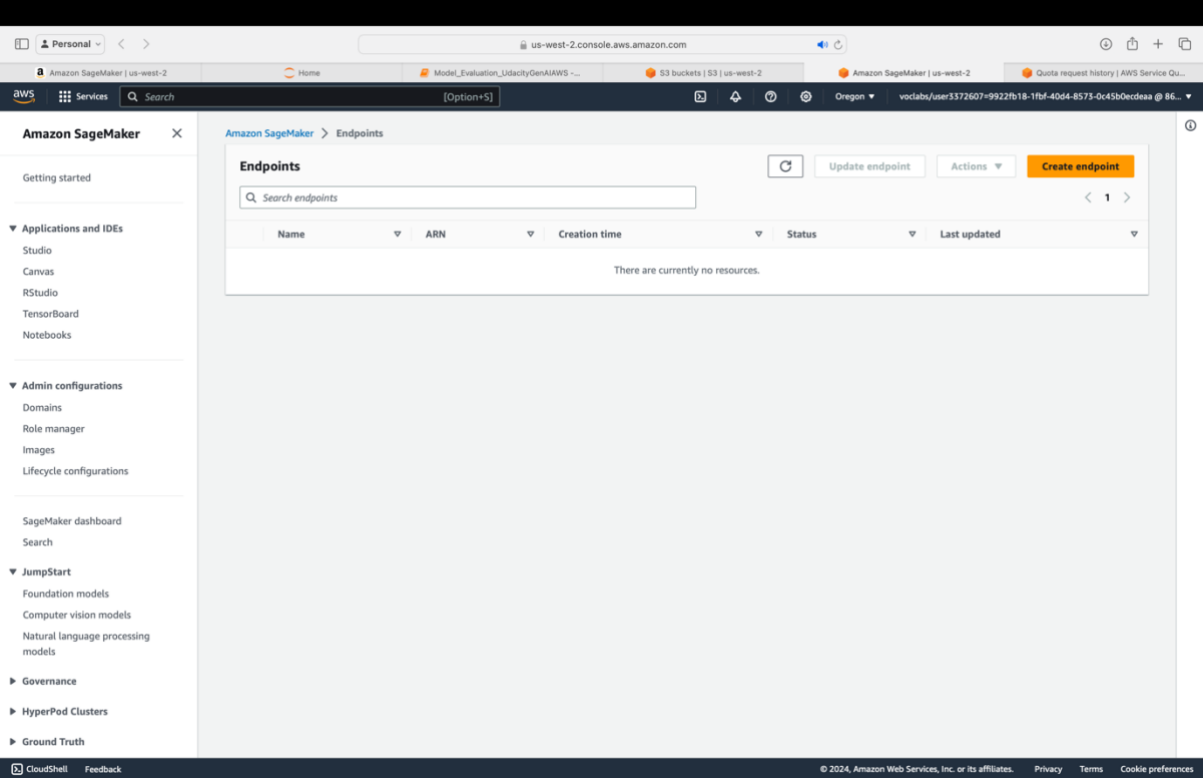 Personal
us-west-2.console.aws.amazon.com
a Amazon SageMaker | us-west-2
Home
Model_Evaluation_UdacityGenAIAWS -...
S3 buckets | S3 | us-west-2
Amazon SageMaker | us-west-2
Quota request history | AWS Service Qu...
aws
Services
Search
[Option+S]
Oregon
voclabs/user3372607=9922fb18-1fbf-40d4-8573-0c45b0ecdeaa @ 86...
Amazon SageMaker
Getting started
Applications and IDEs
Studio
Canvas
RStudio
TensorBoard
Notebooks
Admin configurations
Domains
Role manager
Images
Lifecycle configurations
SageMaker dashboard
Search
JumpStart
Foundation models
Computer vision models
Natural language processing
models
Governance
HyperPod Clusters
Ground Truth
Amazon SageMaker > Endpoints
Endpoints
Update endpoint
Actions
Create endpoint
Search endpoints
1
Name
ARN
Creation time
Status
Last updated
There are currently no resources.
CloudShell
Feedback
© 2024, Amazon Web Services, Inc. or its affiliates.
Privacy
Terms
Cookie preferences